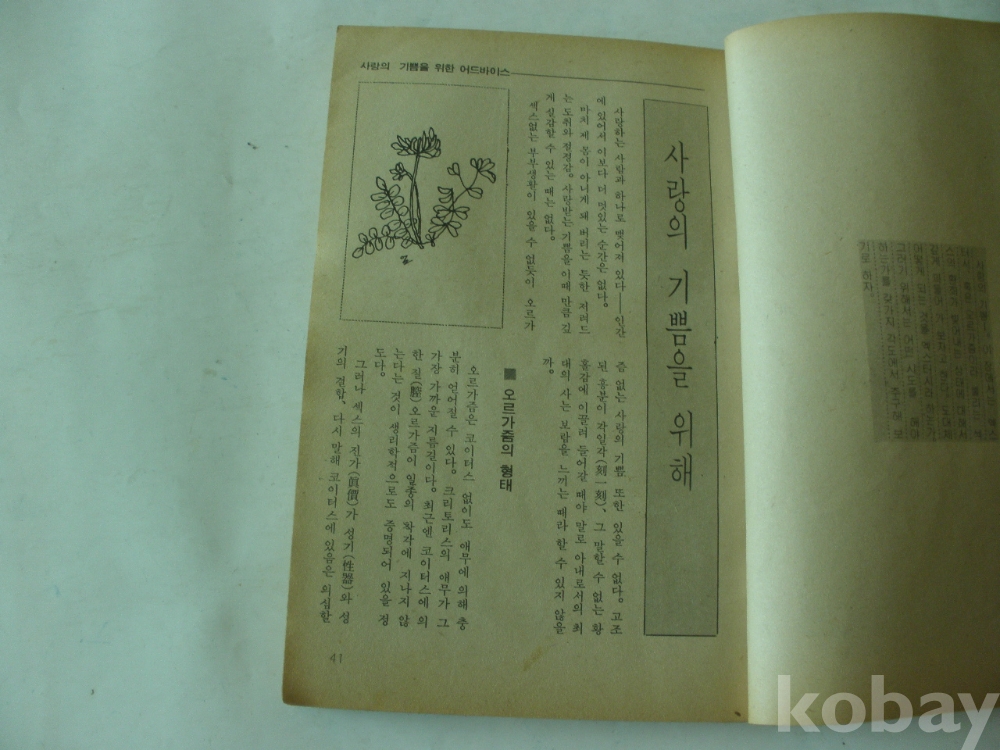 사랑의 기쁨을 위한 어드바이스
사랑의 기쁨을 위해
사랑하는 사람과 하나로 맺어져 있다──인간
에 있어서 이보다 더 멋있는 순간은 없다.
마치 제 몸이 아닌게 돼 버리는 듯한 저려드
는 도취와 절정감. 사랑받는 기쁨을 이때 만큼 깊
게 실감할 수 있는 때는 없다.
섹스없는 부부생활이 있을 수 없듯이 오르가
즘 없는 사랑의 기쁨 또한 있을 수 없다. 고조
된 흥분이 각일각(刻一刻)、그 말할 수 없는 황
홀감에 이끌려 들어갈 때야 말로 아내로서의 최
대의 사는 보람을 느끼는 때라 할 수 있지 않을
까.
■ 오르가즘의 형태
오르가즘은 코이터스 없이도 애무에 의해 충
분히 얻어질 수 있다. 크리토리스의 애무가 그
가장 가까운 지름길이다. 최근엔 코이터스에 의
한 질(膣)오르가즘이 일종의 착각에 지나지 않
는다는 것이 생리학적으로도 증명되어 있을 정
도다.
그러나 섹스의 진가(眞價)가 성기(性器)와 성
기의 결합、다시 말해 코이터스에 있음은 의심할
41
기로 하자.
kobay